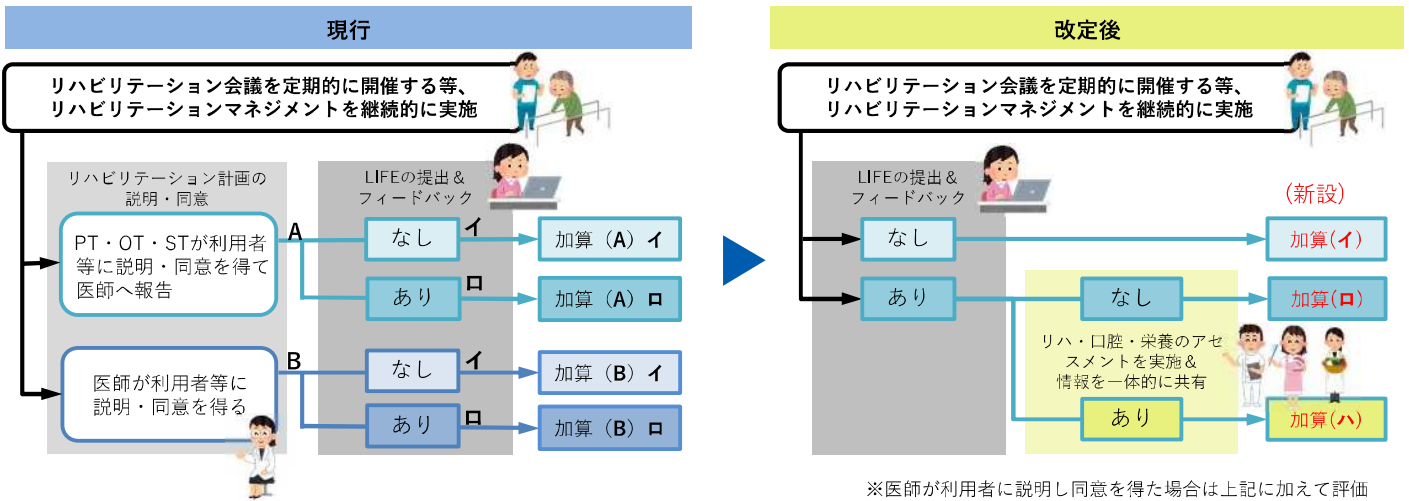 現行
リハビリテーション会議を定期的に開催する等、
リハビリテーションマネジメントを継続的に実施
リハビリテーション計画の
説明・同意
LIFEの提出＆
フィードバック
PT・OT・STが利用者
等に説明・同意を得て
医師へ報告
A
なし
イ
加算（A）イ
あり
ロ
加算（A）ロ
医師が利用者等に
説明・同意を得る
B
なし
イ
加算（B）イ
あり
ロ
加算（B）ロ
改定後
リハビリテーション会議を定期的に開催する等、
リハビリテーションマネジメントを継続的に実施
LIFEの提出＆
フィードバック
(新設)
なし
加算(イ)
あり
なし
加算(ロ)
リハ・口腔・栄養のアセ
スメントを実施＆
情報を一体的に共有
あり
加算(ハ)
※医師が利用者に説明し同意を得た場合は上記に加えて評価